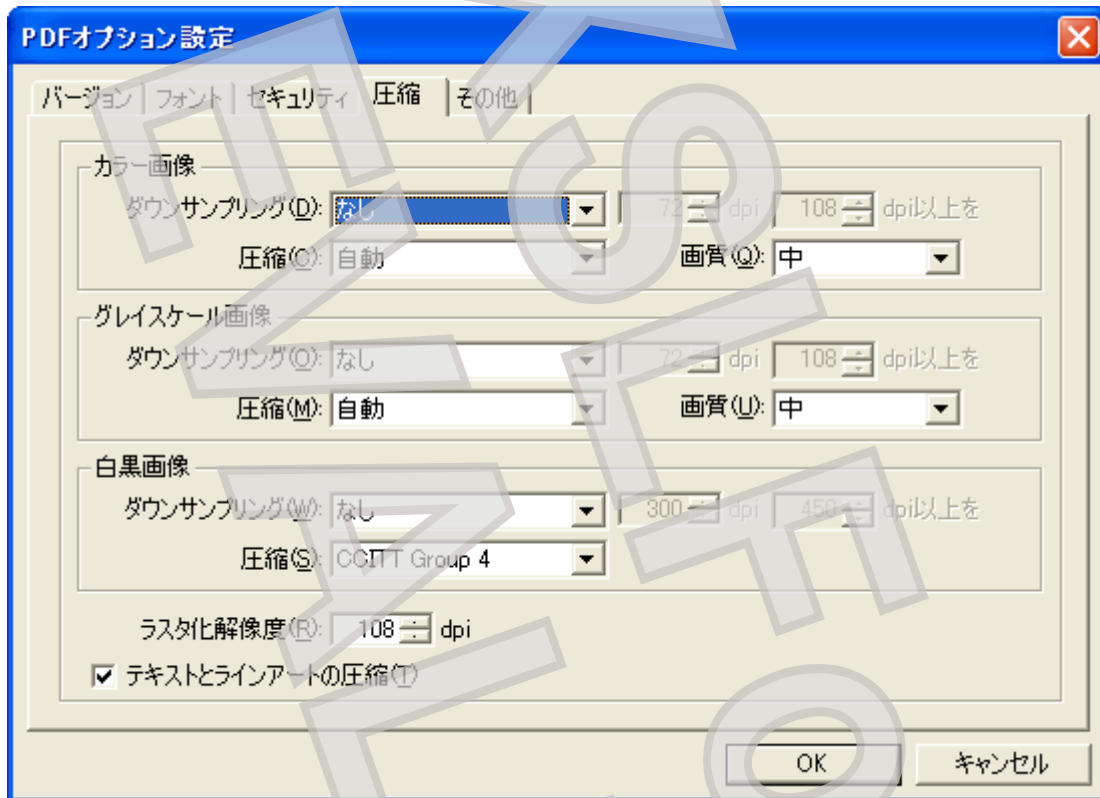 PDFオプション設定
バージョン フォント セキュリティ 圧縮 その他
カラー画像
ダウンサンプリング(D): なし 72 dpi 108 dpi以上を
圧縮(C): 自動 画質(Q): 中
グレイスケール画像
ダウンサンプリング(O): なし 72 dpi 108 dpi以上を
圧縮(M): 自動 画質(U): 中
白黒画像
ダウンサンプリング(W): なし 300 dpi 450 dpi以上を
圧縮(S): CCITT Group 4
ラスタ化解像度(R): 108 dpi
テキストとラインアートの圧縮(T)
OK キャンセル